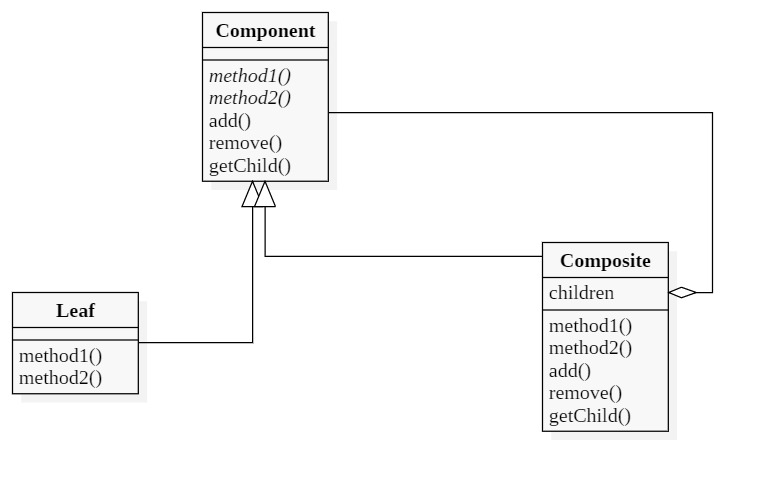 Component
method1()
method2()
add()
remove()
getChild()
Composite
children
method1()
method2()
add()
remove()
getChild()
Leaf
method1()
method2()